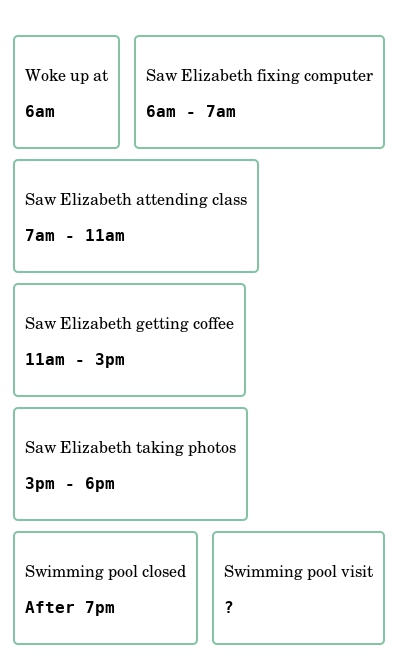 Woke up at
6am
Saw Elizabeth fixing computer
6am - 7am
Saw Elizabeth attending class
7am - 11am
Saw Elizabeth getting coffee
11am - 3pm
Saw Elizabeth taking photos
3pm - 6pm
Swimming pool closed
After 7pm
Swimming pool visit
?